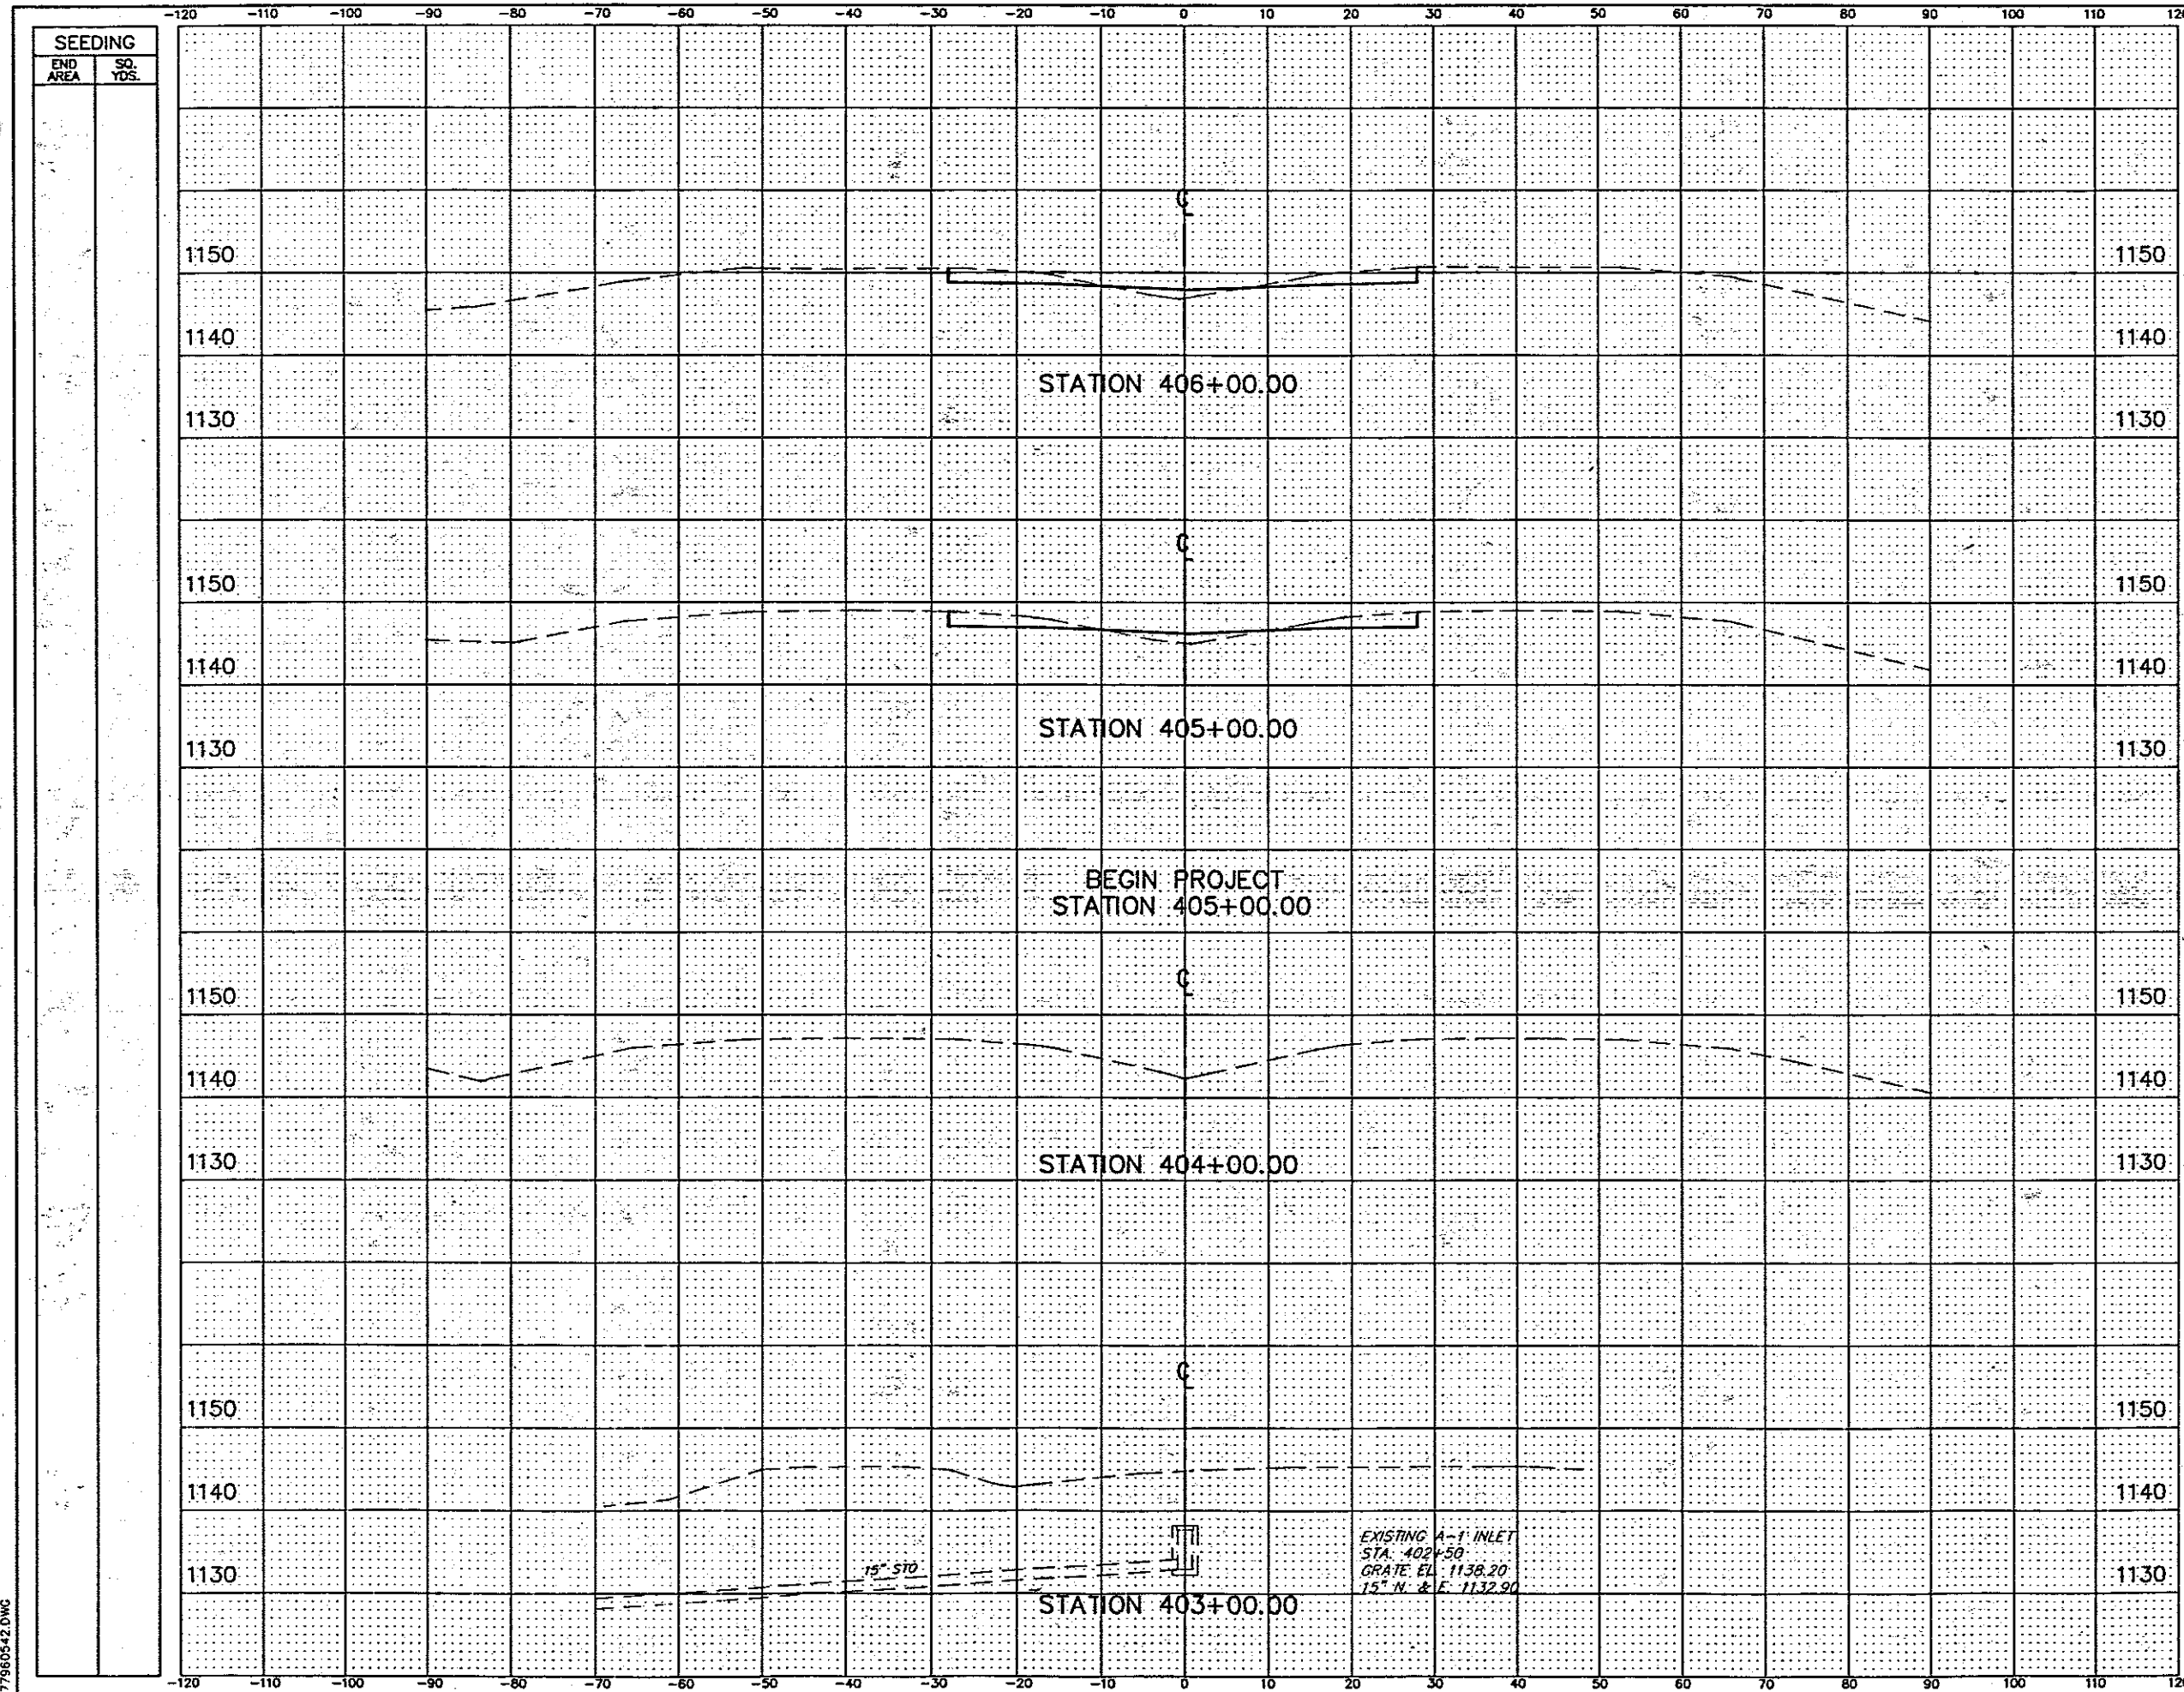 -120 -110 -100 -90 -80 -70 -60 -50 -40 -30 -20 -10 0 10 20 30 40 50 60 70 80 90 100 110 120
SEEDING
END AREA
SQ. YDS.
1150 1150
1140 1140
STATION 406+00.00
1130 1130
1150 1150
1140 1140
STATION 405+00.00
1130 1130
BEGIN PROJECT
STATION 405+00.00
1150 1150
1140 1140
1130 1130
STATION 404+00.00
1150 1150
1140 1140
EXISTING A-1 INLET
STA. 402+50
GRATE EL. 1138.20
15" N. & E. 1132.90
15" STO
1130 1130
STATION 403+00.00
77960542.DWG
-120 -110 -100 -90 -80 -70 -60 -50 -40 -30 -20 -10 0 10 20 30 40 50 60 70 80 90 100 110 120